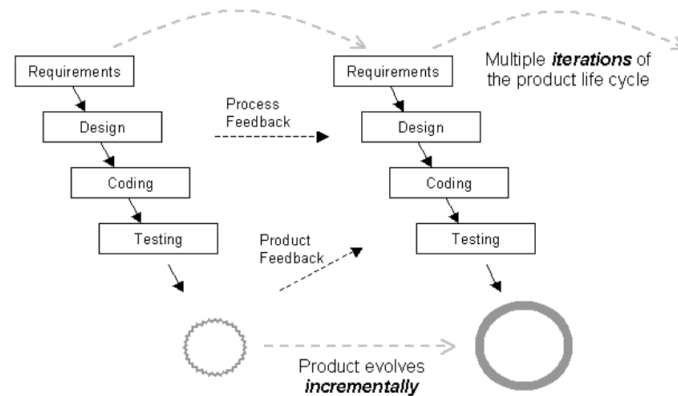 Requirements
Design
Coding
Testing
Process
Feedback
Product
Feedback
Requirements
Design
Coding
Testing
Multiple iterations of
the product life cycle
Product evolves
incrementally